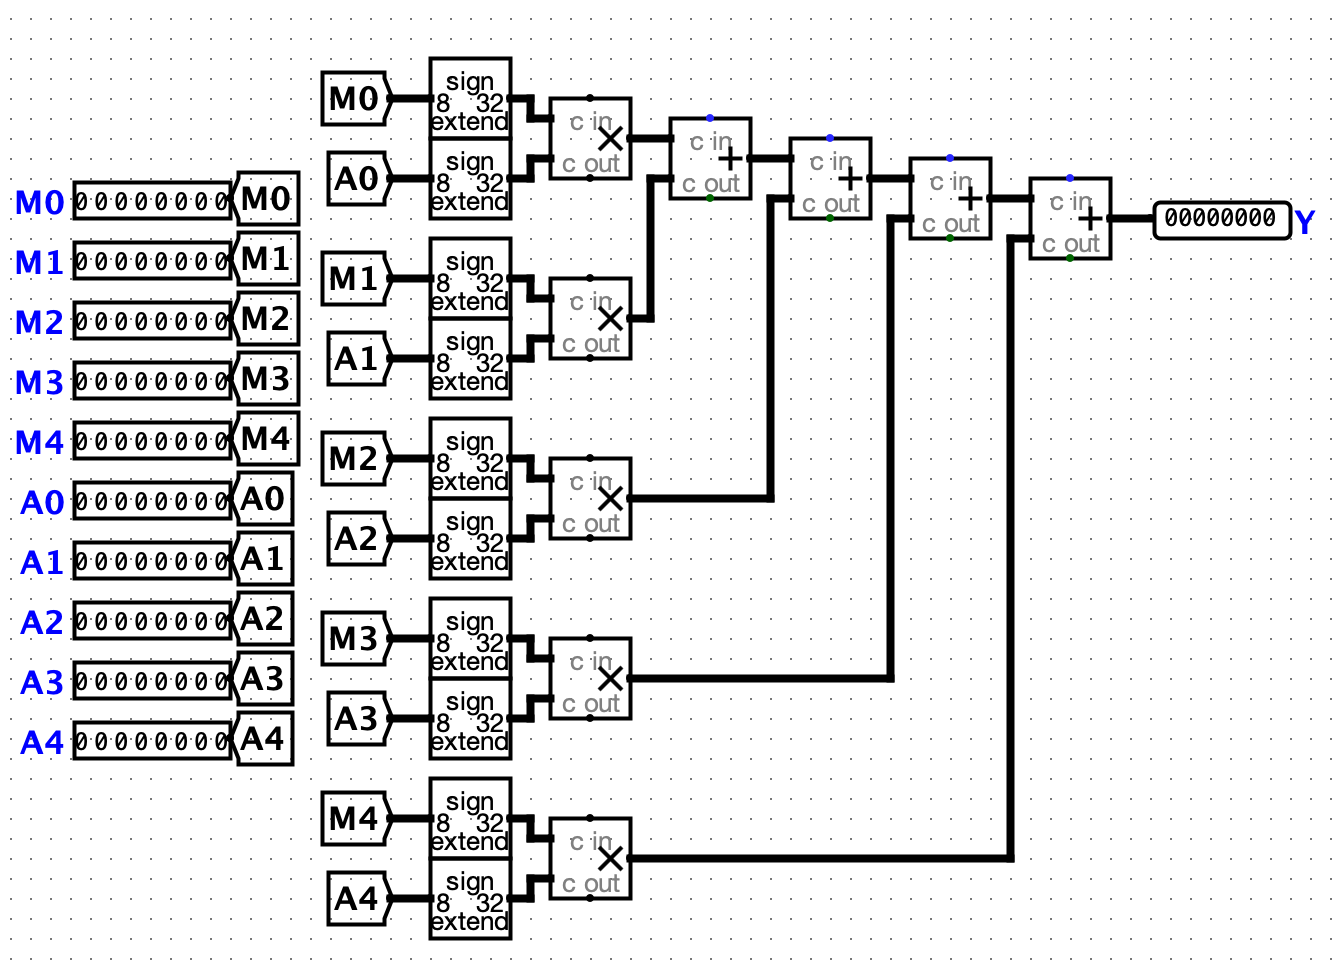 M0 00000000 M0
M1 00000000 M1
M2 00000000 M2
M3 00000000 M3
M4 00000000 M4
A0 00000000 A0
A1 00000000 A1
A2 00000000 A2
A3 00000000 A3
A4 00000000 A4
M0
sign
8 32
extend
A0
sign
8 32
extend
c in
×
c out
M1
sign
8 32
extend
A1
sign
8 32
extend
c in
×
c out
M2
sign
8 32
extend
A2
sign
8 32
extend
c in
×
c out
M3
sign
8 32
extend
A3
sign
8 32
extend
c in
×
c out
M4
sign
8 32
extend
A4
sign
8 32
extend
c in
×
c out
c in
+
c out
c in
+
c out
c in
+
c out
c in
+
c out
00000000 Y